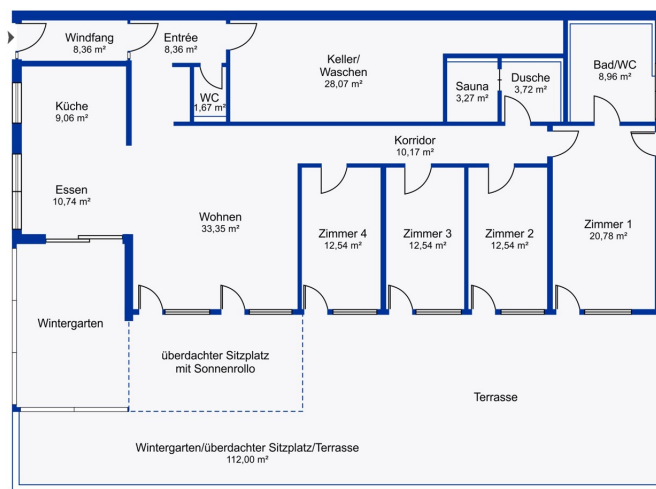 Windfang
8,36 m²
Entrée
8,36 m²
Keller/
Waschen
28,07 m²
Bad/WC
8,96 m²
Sauna
3,27 m²
Dusche
3,72 m²
WC
1,67 m²
Küche
9,06 m²
Korridor
10,17 m²
Essen
10,74 m²
Wohnen
33,35 m²
Zimmer 4
12,54 m²
Zimmer 3
12,54 m²
Zimmer 2
12,54 m²
Zimmer 1
20,78 m²
Wintergarten
überdachter Sitzplatz
mit Sonnenrollo
Terrasse
Wintergarten/überdachter Sitzplatz/Terrasse
112,00 m²